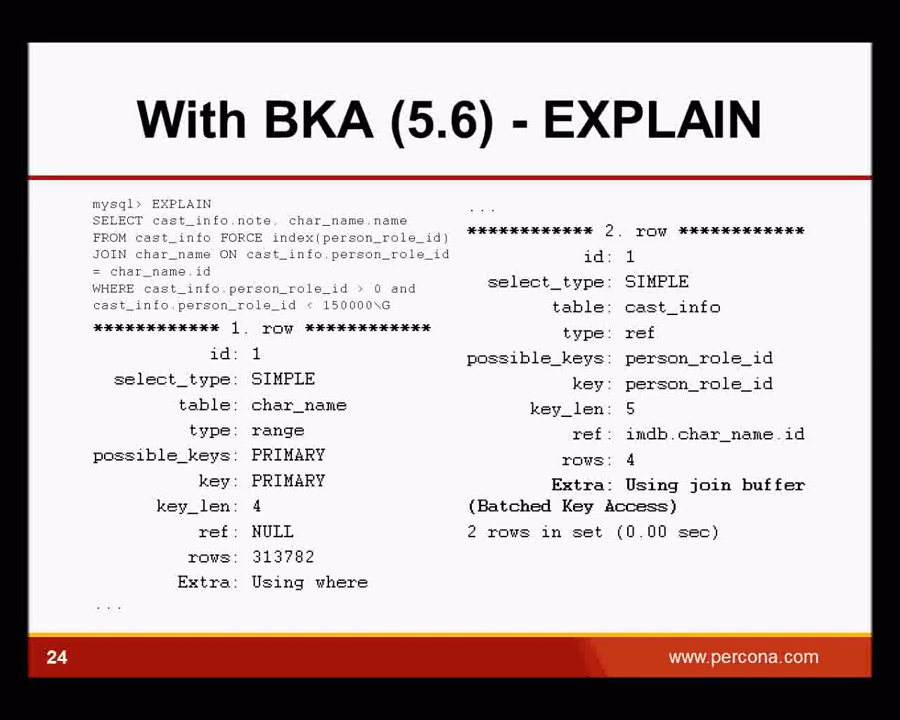 With BKA (5.6) - EXPLAIN
mysql> EXPLAIN
SELECT cast_info.note. char_name.name
FROM cast_info FORCE index(person_role_id)
JOIN char_name ON cast_info.person_role_id
= char_name.id
WHERE cast_info.person_role_id > 0 and
cast_info.person_role_id < 150000\G
************ 1. row ************
id: 1
select_type: SIMPLE
table: char_name
type: range
possible_keys: PRIMARY
key: PRIMARY
key_len: 4
ref: NULL
rows: 313782
Extra: Using where
...
...
************ 2. row ************
id: 1
select_type: SIMPLE
table: cast_info
type: ref
possible_keys: person_role_id
key: person_role_id
key_len: 5
ref: imdb.char_name.id
rows: 4
Extra: Using join buffer
(Batched Key Access)
2 rows in set (0.00 sec)
24
www.percona.com